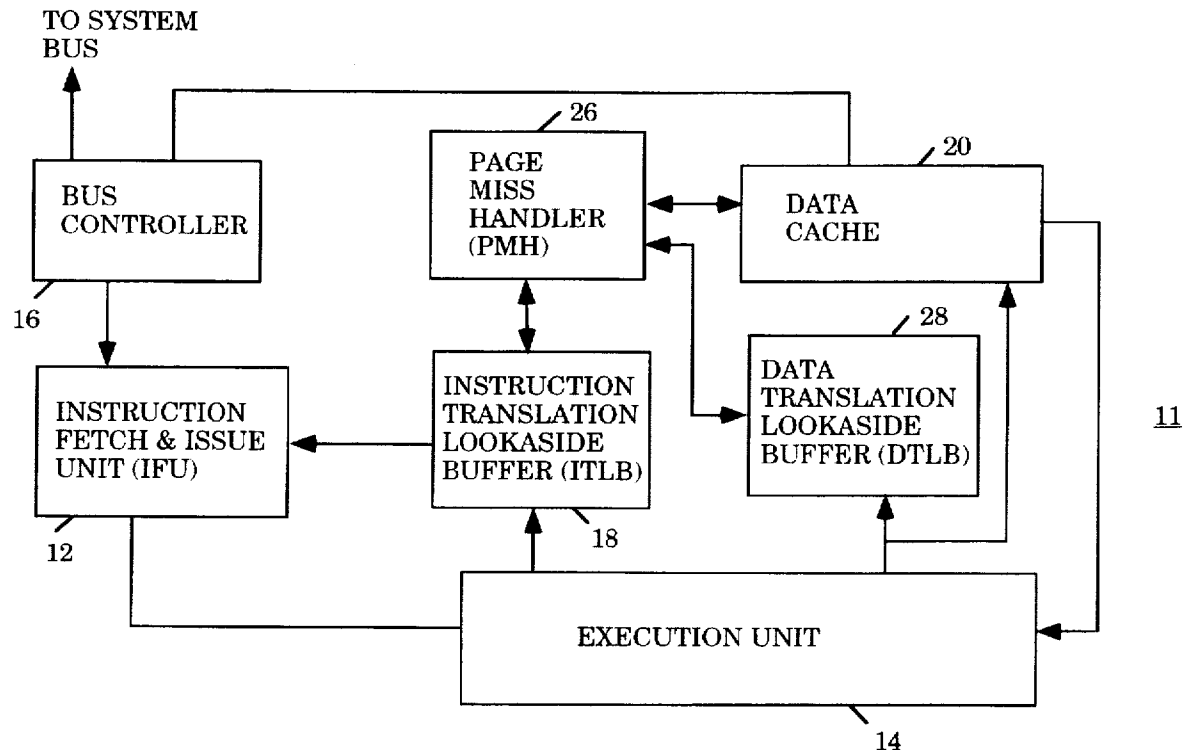 TO SYSTEM
BUS
26
20
PAGE
MISS
HANDLER
(PMH)
BUS
CONTROLLER
DATA
CACHE
16
28
INSTRUCTION
FETCH & ISSUE
UNIT (IFU)
INSTRUCTION
TRANSLATION
LOOKASIDE
BUFFER (ITLB)
DATA
TRANSLATION
LOOKASIDE
BUFFER (DTLB)
11
12
18
EXECUTION UNIT
14